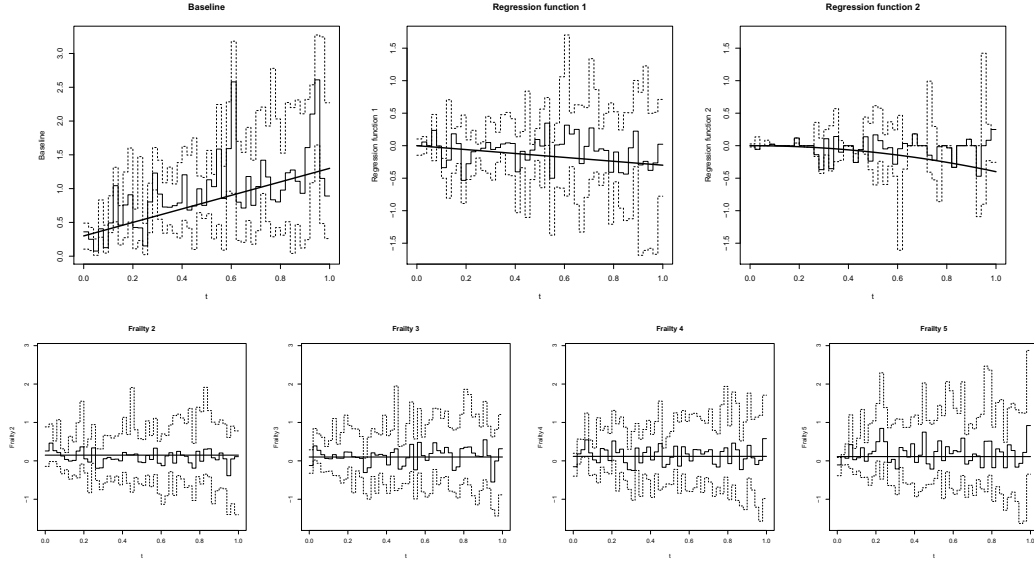 Baseline
Baseline
0.0 0.5 1.0 1.5 2.0 2.5 3.0
0.0 0.2 0.4 0.6 0.8 1.0
t
Regression function 1
Regression function 1
−1.5 −1.0 −0.5 0.0 0.5 1.0 1.5
0.0 0.2 0.4 0.6 0.8 1.0
t
Regression function 2
Regression function 2
−1.5 −1.0 −0.5 0.0 0.5 1.0 1.5
0.0 0.2 0.4 0.6 0.8 1.0
t
Frailty 2
Frailty 2
−1 0 1 2 3
0.0 0.2 0.4 0.6 0.8 1.0
t
Frailty 3
Frailty 3
−1 0 1 2 3
0.0 0.2 0.4 0.6 0.8 1.0
t
Frailty 4
Frailty 4
−1 0 1 2 3
0.0 0.2 0.4 0.6 0.8 1.0
t
Frailty 5
Frailty 5
−1 0 1 2 3
0.0 0.2 0.4 0.6 0.8 1.0
t